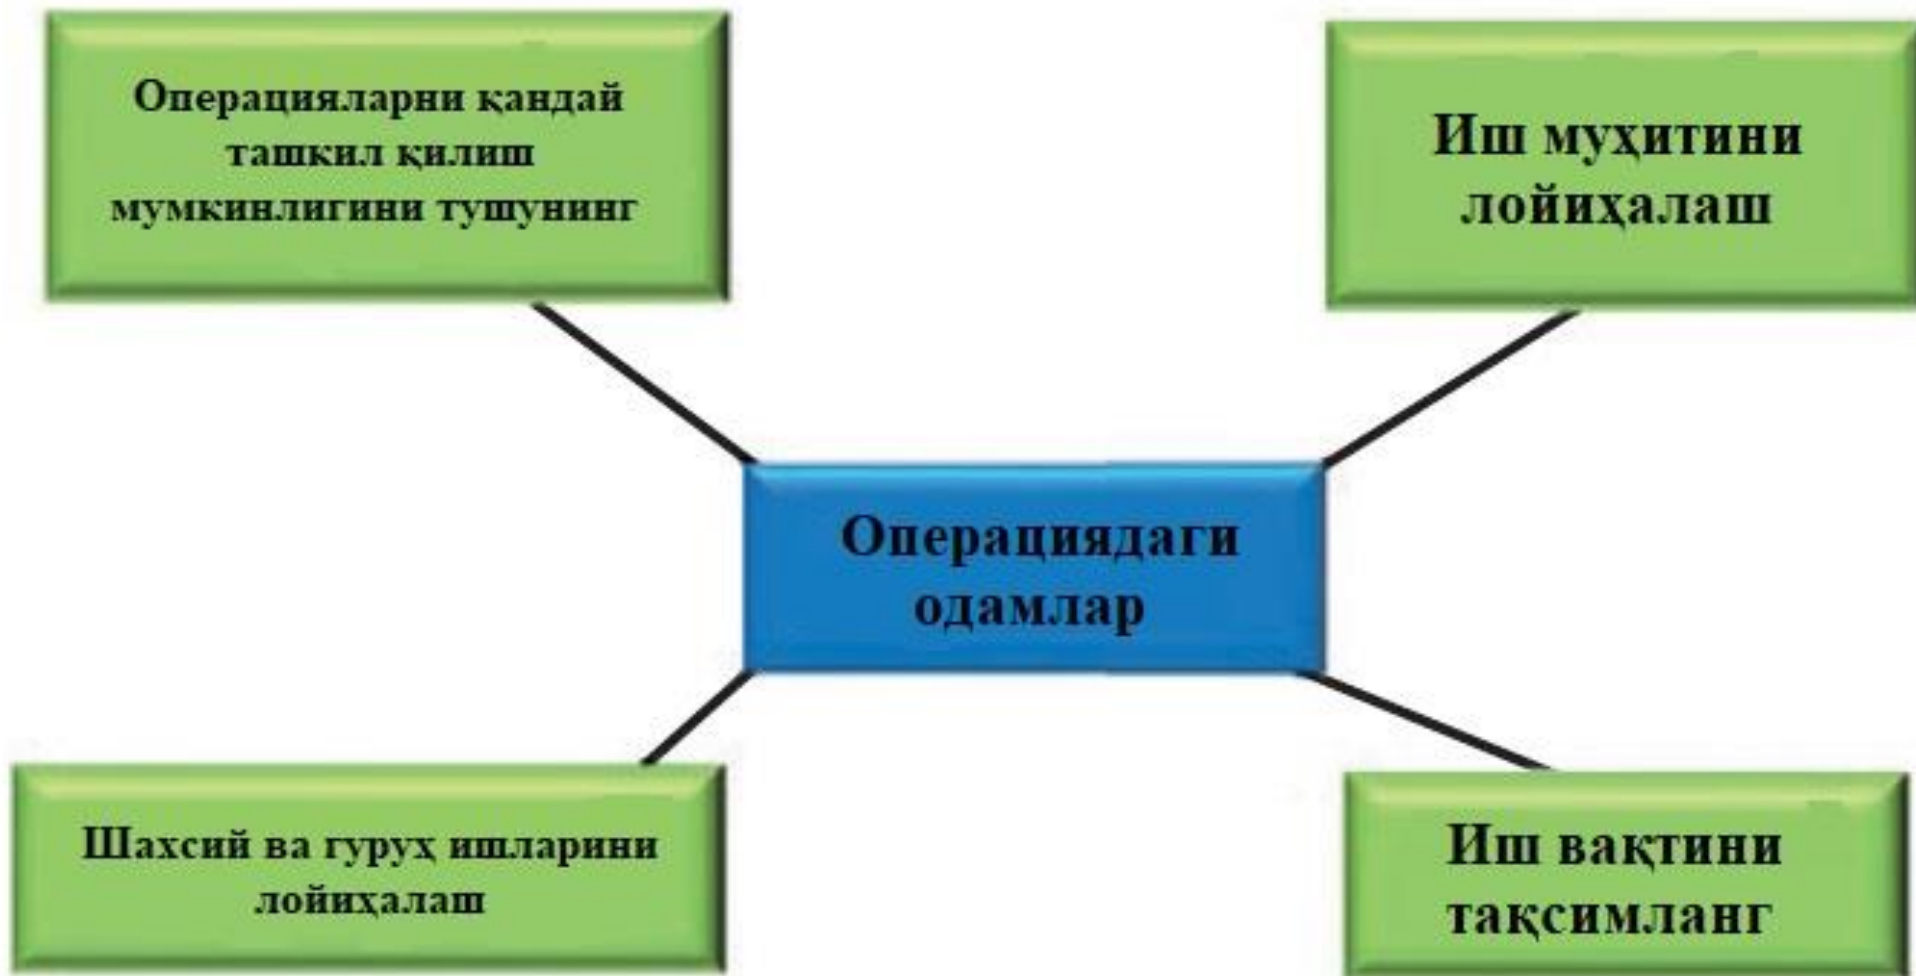 Операцияларни қандай
ташкил қилиш
мумкинлигини тушунинг
Иш муҳитини
лойиҳалаш
Операциядаги
одамлар
Шахсий ва гуруҳ ишларини
лойиҳалаш
Иш вақтини
тақсимланг